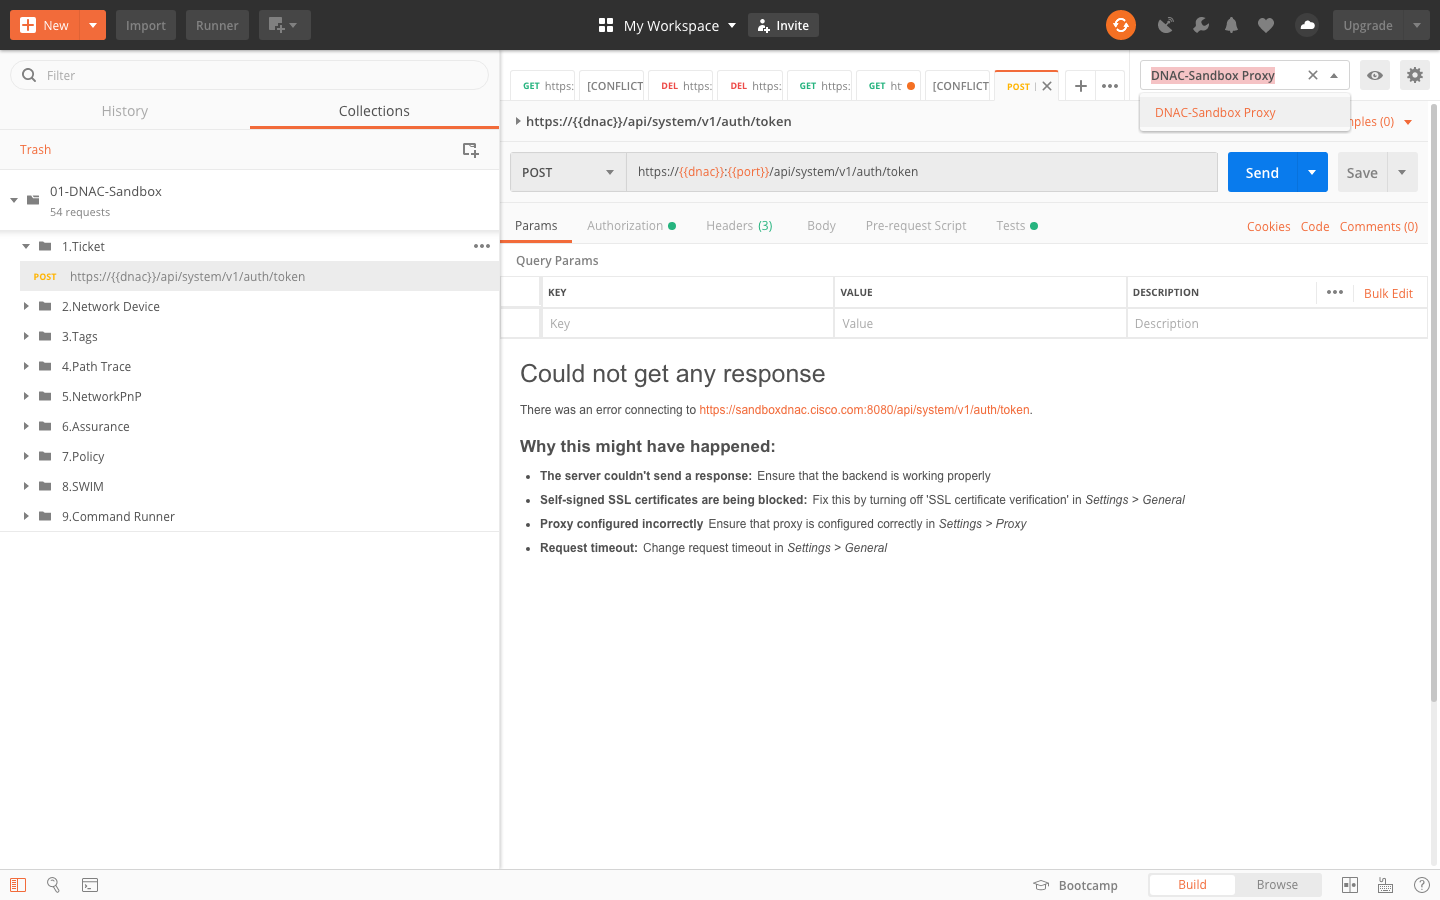 New
Import
Runner
My Workspace
Invite
Upgrade
Filter
History
Collections
Trash
01-DNAC-Sandbox
54 requests
1.Ticket
POST https://{{dnac}}/api/system/v1/auth/token
2.Network Device
3.Tags
4.Path Trace
5.NetworkPnP
6.Assurance
7.Policy
8.SWIM
9.Command Runner
GET https:
[CONFLICT
DEL https:
DEL https:
GET https:
GET ht
[CONFLICT
POST
DNAC-Sandbox Proxy
DNAC-Sandbox Proxy
https://{{dnac}}/api/system/v1/auth/token
mples (0)
POST
https://{{dnac}}:{{port}}/api/system/v1/auth/token
Send
Save
Params
Authorization
Headers (3)
Body
Pre-request Script
Tests
Cookies
Code
Comments (0)
Query Params
KEY
VALUE
DESCRIPTION
Bulk Edit
Key
Value
Description
Could not get any response
There was an error connecting to https://sandboxdnac.cisco.com:8080/api/system/v1/auth/token.
Why this might have happened:
• The server couldn't send a response: Ensure that the backend is working properly
• Self-signed SSL certificates are being blocked: Fix this by turning off 'SSL certificate verification' in Settings > General
• Proxy configured incorrectly Ensure that proxy is configured correctly in Settings > Proxy
• Request timeout: Change request timeout in Settings > General
Bootcamp
Build
Browse